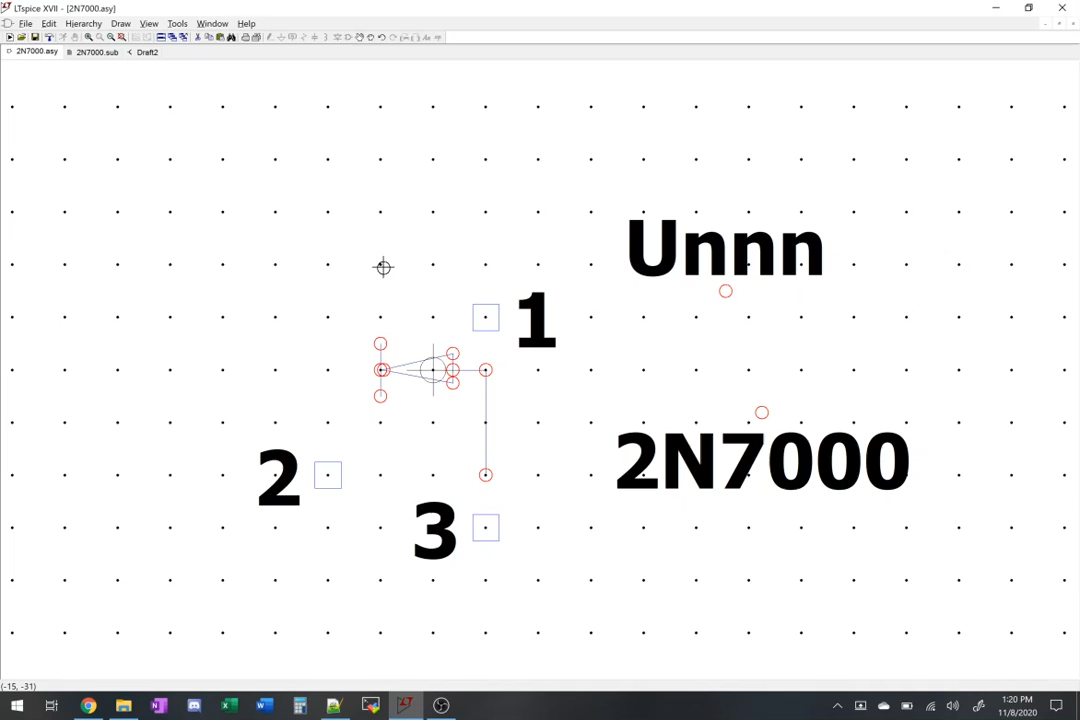 LTspice XVII - [2N7000.asy]
File Edit Hierarchy Draw View Tools Window Help
2N7000.asy 2N7000.sub Draft2
Unnn
1
2N7000
2
3
(-15, -31)
1:20 PM
11/8/2020